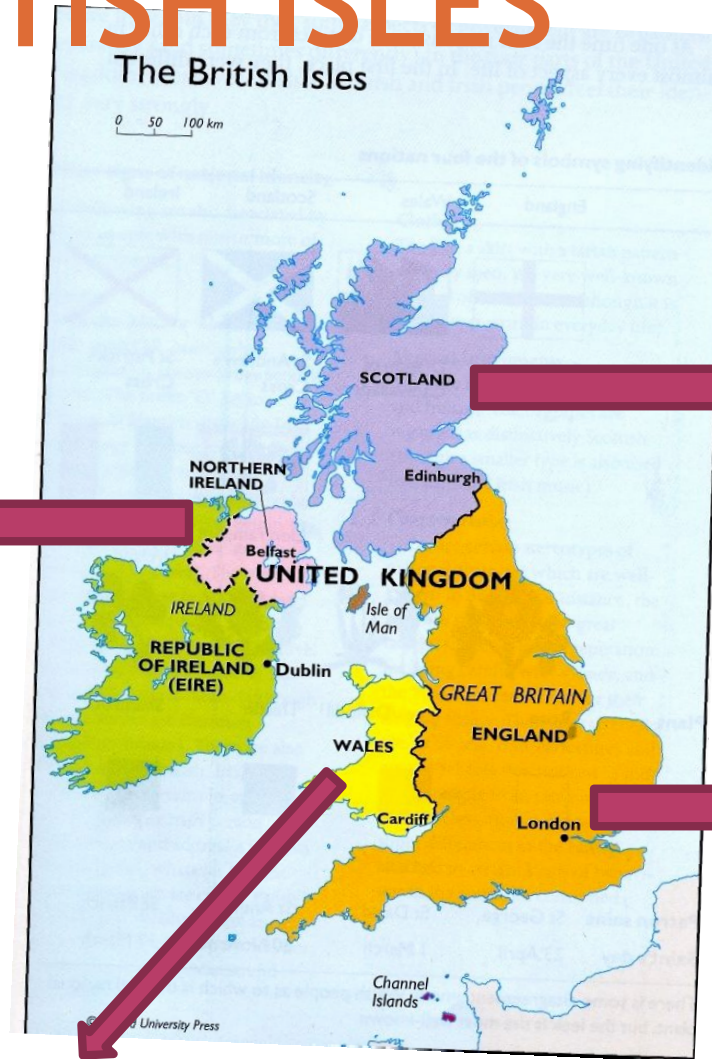 TISH ISLES
The British Isles
0 50 100 km
SCOTLAND
Edinburgh
NORTHERN
IRELAND
Belfast
UNITED KINGDOM
IRELAND
Isle of
Man
REPUBLIC
OF IRELAND
(EIRE)
Dublin
GREAT BRITAIN
ENGLAND
WALES
Cardiff
London
Channel
Islands
University Press